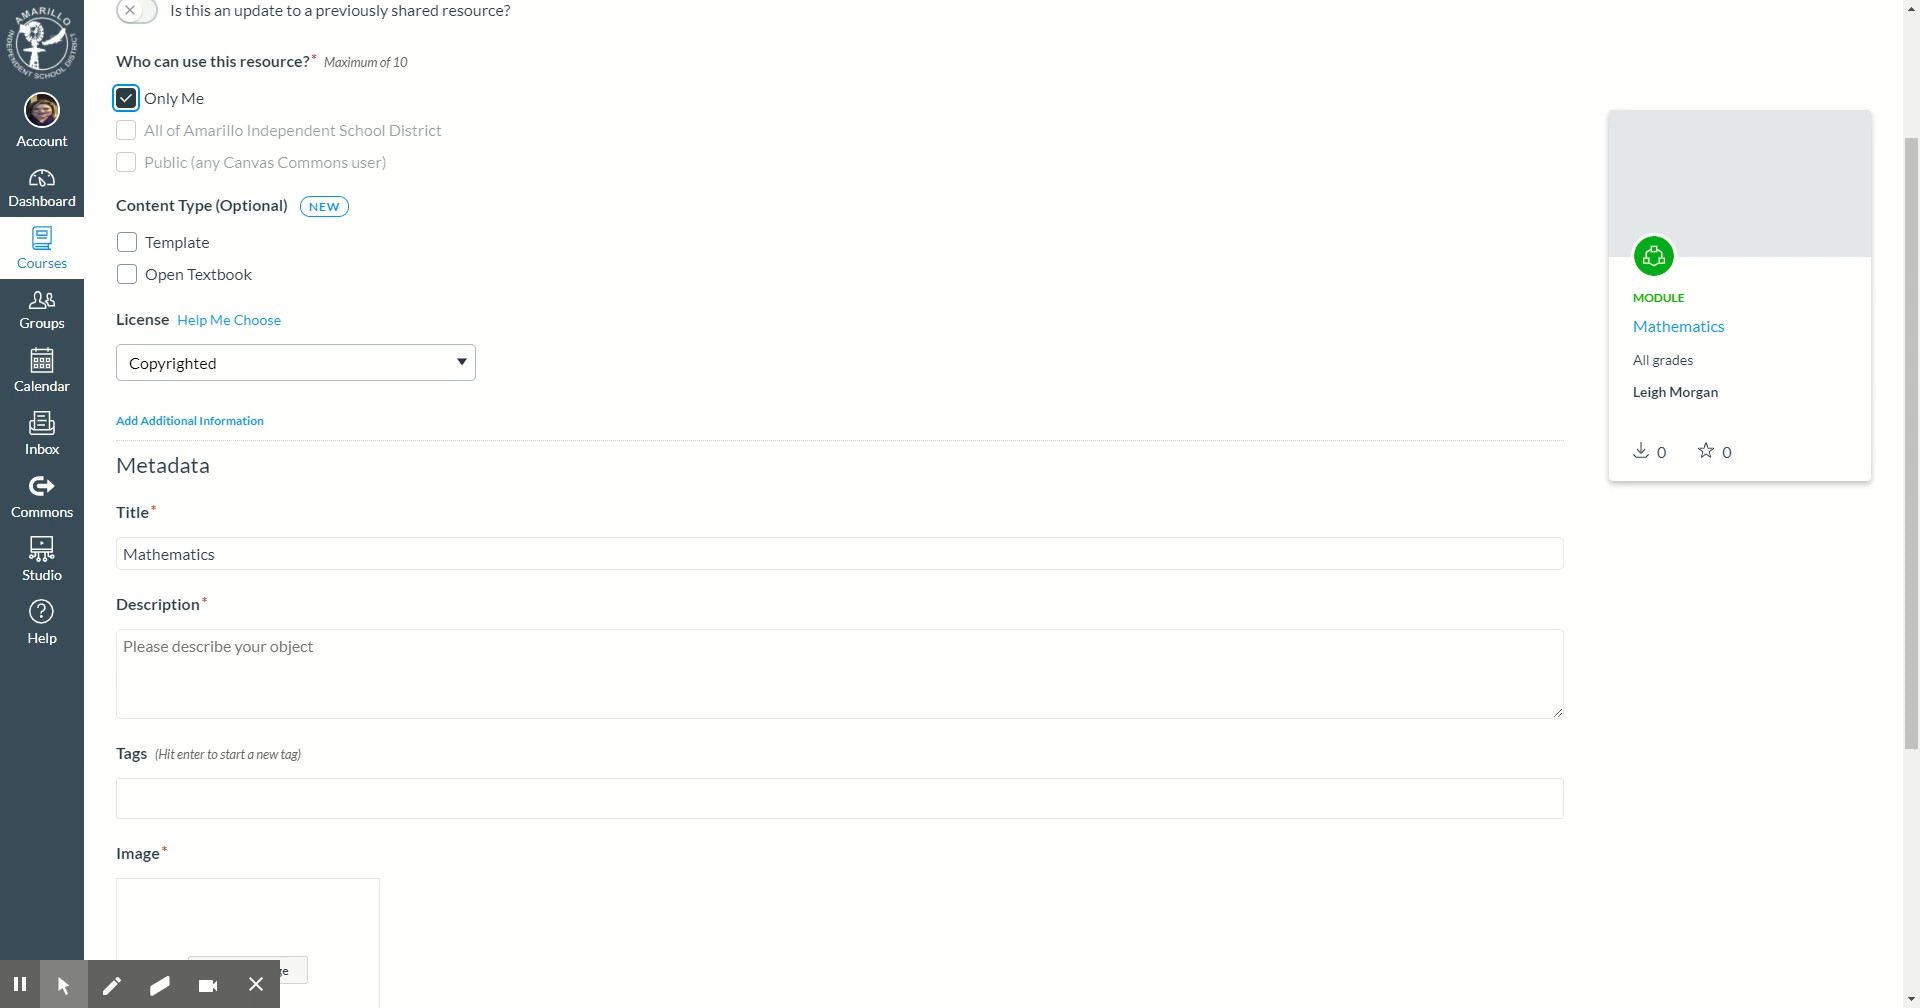 AMARILLO
INDEPENDENT SCHOOL DISTRICT
Account
Dashboard
Courses
Groups
Calendar
Inbox
Commons
Studio
Help
Is this an update to a previously shared resource?
Who can use this resource?* Maximum of 10
Only Me
All of Amarillo Independent School District
Public (any Canvas Commons user)
Content Type (Optional) NEW
Template
Open Textbook
License Help Me Choose
Copyrighted
Add Additional Information
Metadata
Title*
Mathematics
Description*
Please describe your object
Tags (Hit enter to start a new tag)
Image*
MODULE
Mathematics
All grades
Leigh Morgan
0 0